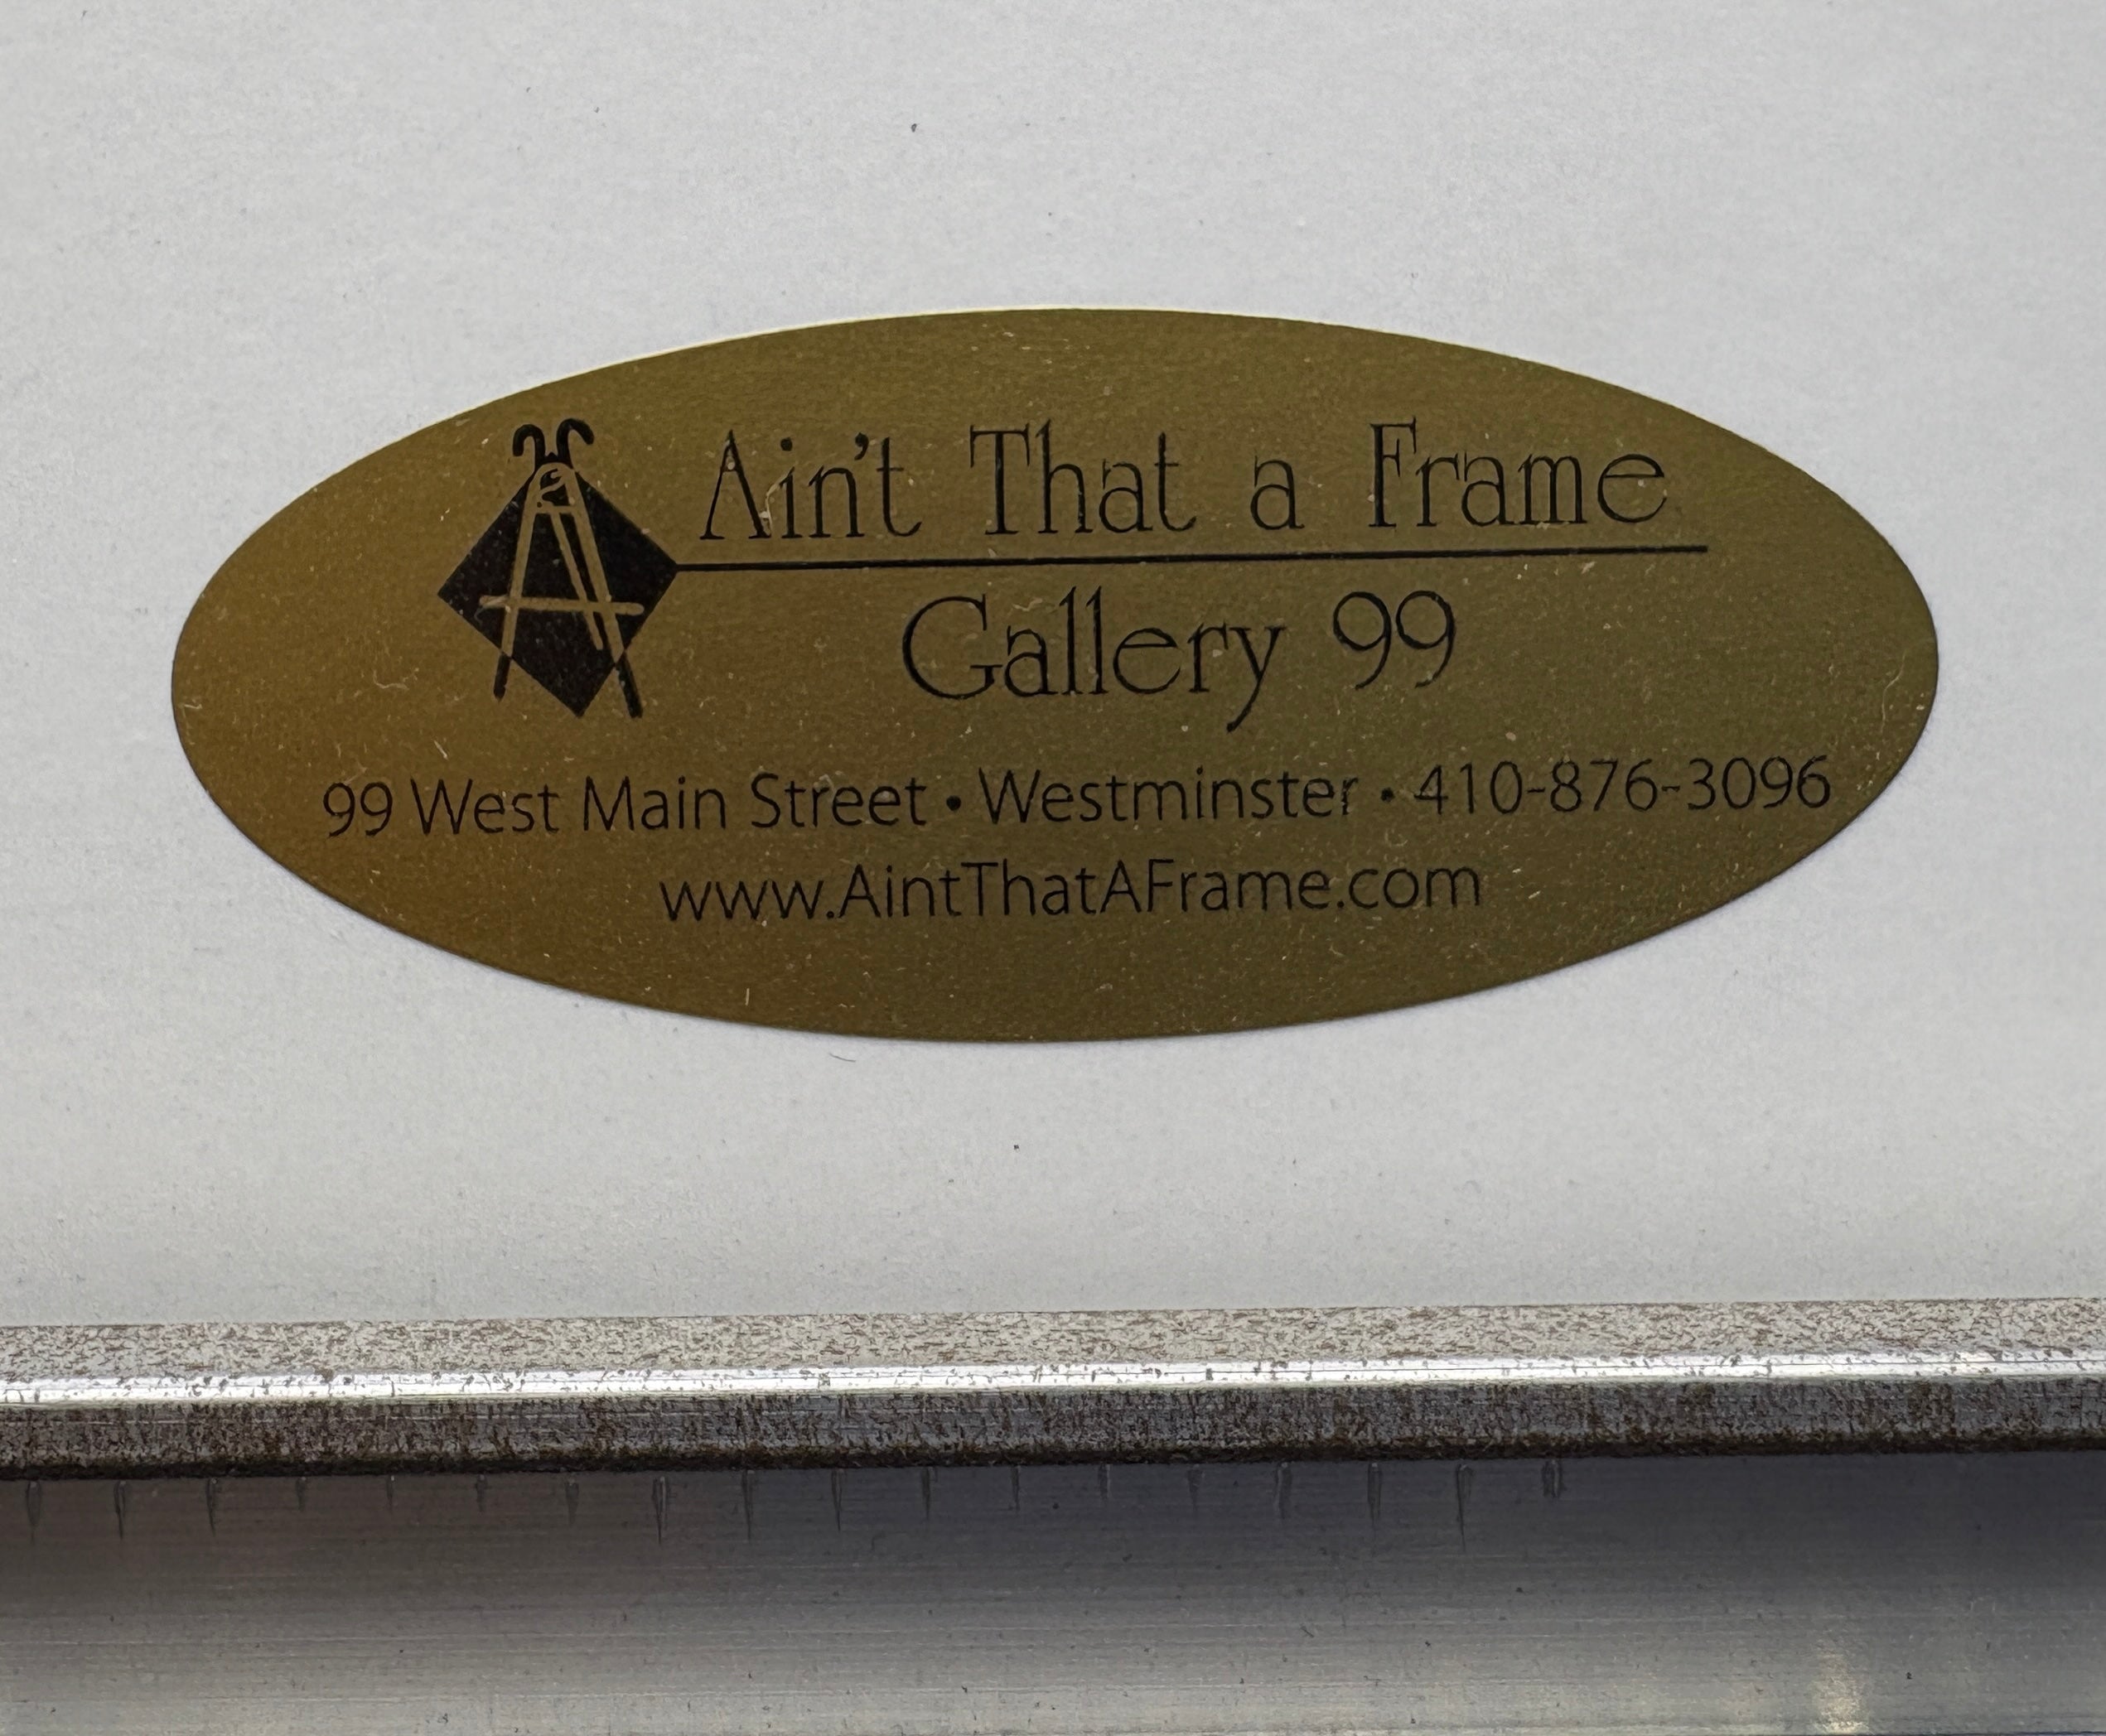 Ain't That a Frame
Gallery 99
99 West Main Street • Westminster • 410-876-3096
www.AintThatAFrame.com